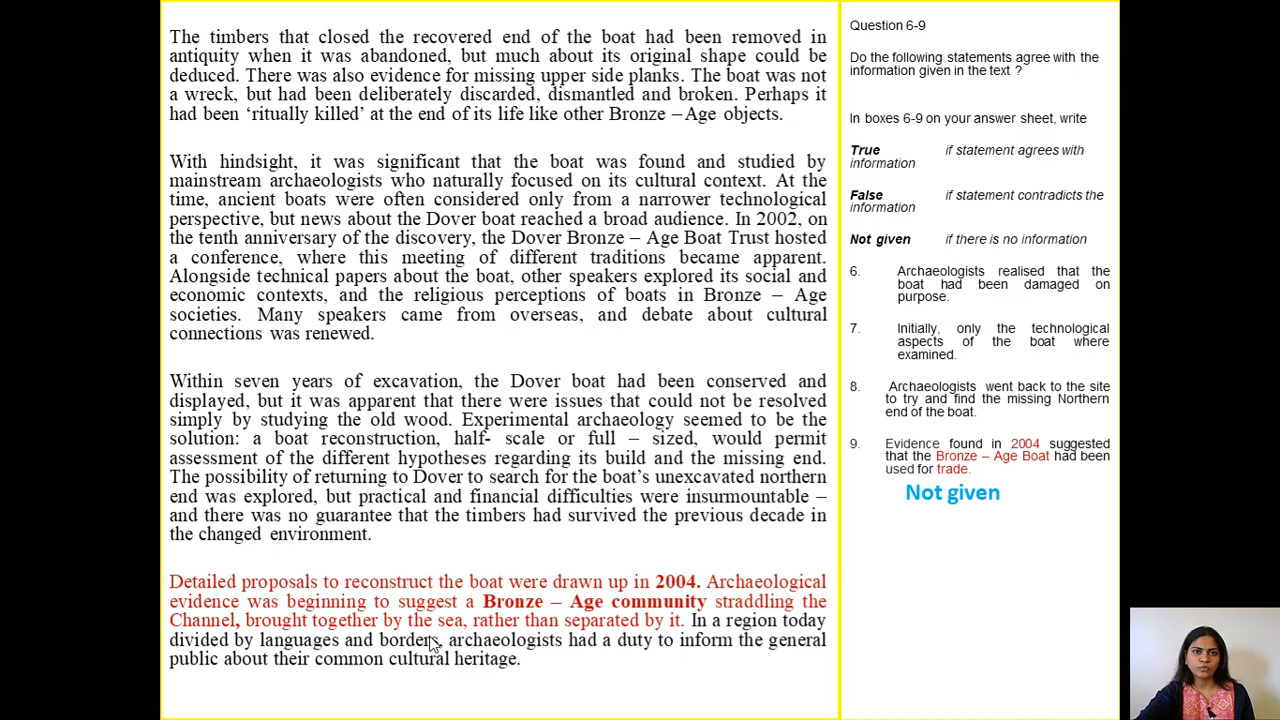 The timbers that closed the recovered end of the boat had been removed in
antiquity when it was abandoned, but much about its original shape could be
deduced. There was also evidence for missing upper side planks. The boat was not
a wreck, but had been deliberately discarded, dismantled and broken. Perhaps it
had been ‘ritually killed’ at the end of its life like other Bronze – Age objects.
With hindsight, it was significant that the boat was found and studied by
mainstream archaeologists who naturally focused on its cultural context. At the
time, ancient boats were often considered only from a narrower technological
perspective, but news about the Dover boat reached a broad audience. In 2002, on
the tenth anniversary of the discovery, the Dover Bronze – Age Boat Trust hosted
a conference, where this meeting of different traditions became apparent.
Alongside technical papers about the boat, other speakers explored its social and
economic contexts, and the religious perceptions of boats in Bronze – Age
societies. Many speakers came from overseas, and debate about cultural
connections was renewed.
Within seven years of excavation, the Dover boat had been conserved and
displayed, but it was apparent that there were issues that could not be resolved
simply by studying the old wood. Experimental archaeology seemed to be the
solution: a boat reconstruction, half- scale or full – sized, would permit
assessment of the different hypotheses regarding its build and the missing end.
The possibility of returning to Dover to search for the boat’s unexcavated northern
end was explored, but practical and financial difficulties were insurmountable –
and there was no guarantee that the timbers had survived the previous decade in
the changed environment.
Detailed proposals to reconstruct the boat were drawn up in 2004. Archaeological
evidence was beginning to suggest a Bronze – Age community straddling the
Channel, brought together by the sea, rather than separated by it. In a region today
divided by languages and borders, archaeologists had a duty to inform the general
public about their common cultural heritage.
Question 6-9
Do the following statements agree with the
information given in the text ?
In boxes 6-9 on your answer sheet, write
True if statement agrees with
information
False if statement contradicts the
information
Not given if there is no information
6. Archaeologists realised that the
boat had been damaged on
purpose.
7. Initially, only the technological
aspects of the boat where
examined.
8. Archaeologists went back to the site
to try and find the missing Northern
end of the boat.
9. Evidence found in 2004 suggested
that the Bronze – Age Boat had been
used for trade.
Not given